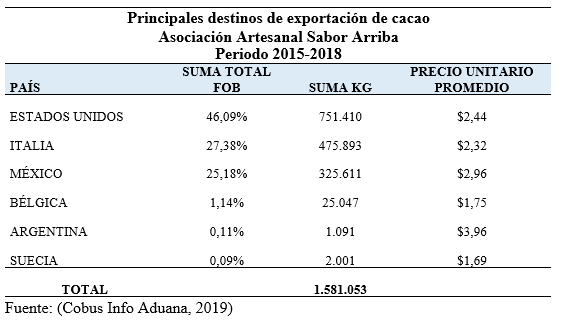 Principales destinos de exportación de cacao
Asociación Artesanal Sabor Arriba
Periodo 2015-2018
PAÍS SUMA TOTAL FOB SUMA KG PRECIO UNITARIO PROMEDIO
ESTADOS UNIDOS 46,09% 751.410 $2,44
ITALIA 27,38% 475.893 $2,32
MÉXICO 25,18% 325.611 $2,96
BÉLGICA 1,14% 25.047 $1,75
ARGENTINA 0,11% 1.091 $3,96
SUECIA 0,09% 2.001 $1,69
TOTAL 1.581.053
Fuente: (Cobus Info Aduana, 2019)